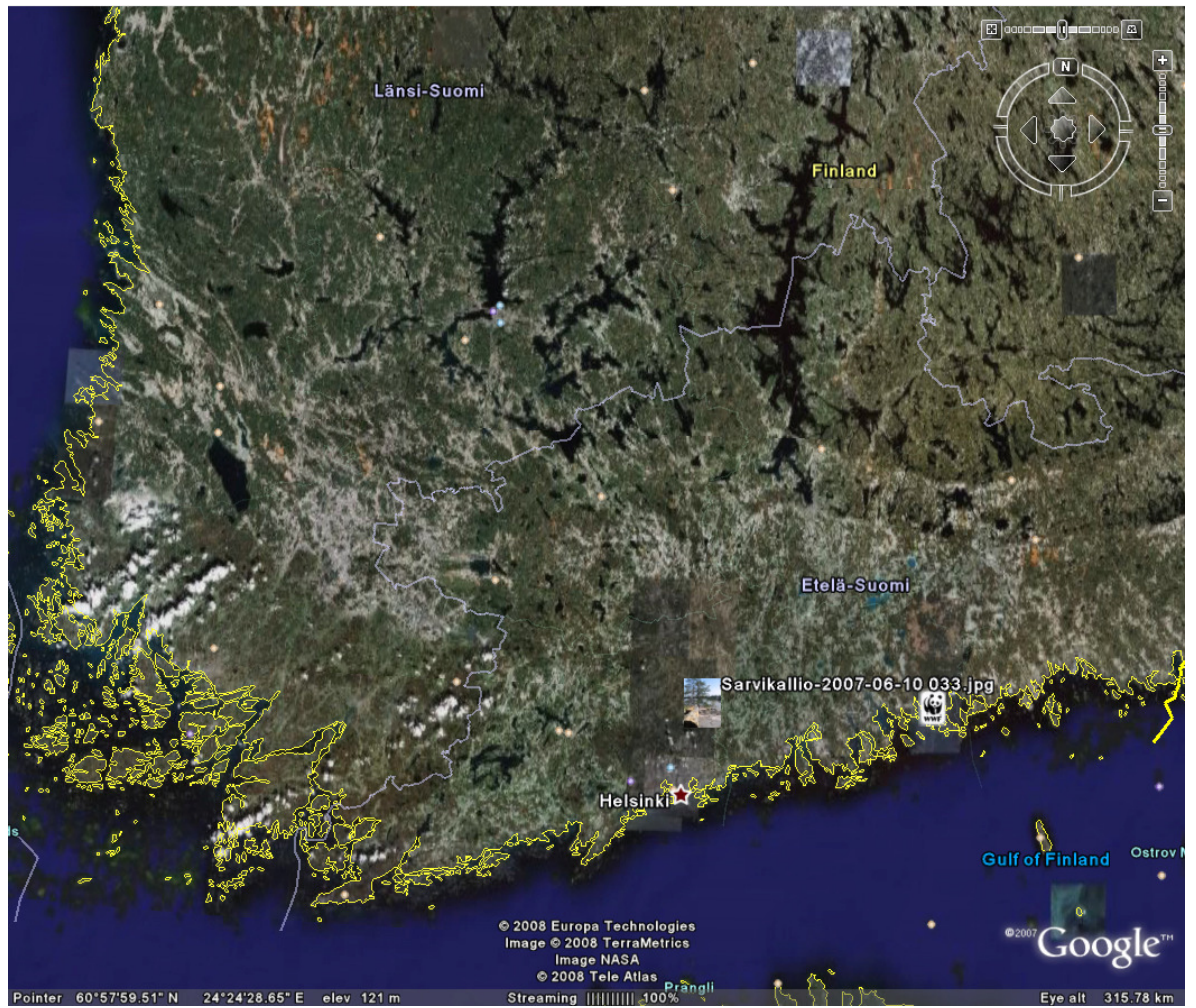 Länsi-Suomi
N
Finland
Etelä-Suomi
Sarvikallio-2007-06-10 033.jpg
WWF
Helsinki
Gulf of Finland
Ostrov M
ds
© 2008 Europa Technologies
Image © 2008 TerraMetrics
Image NASA
© 2008 Tele Atlas
©2007 Google™
Prangli
Pointer 60°57'59.51" N 24°24'28.65" E elev 121 m Streaming 100% Eye alt 315.78 km